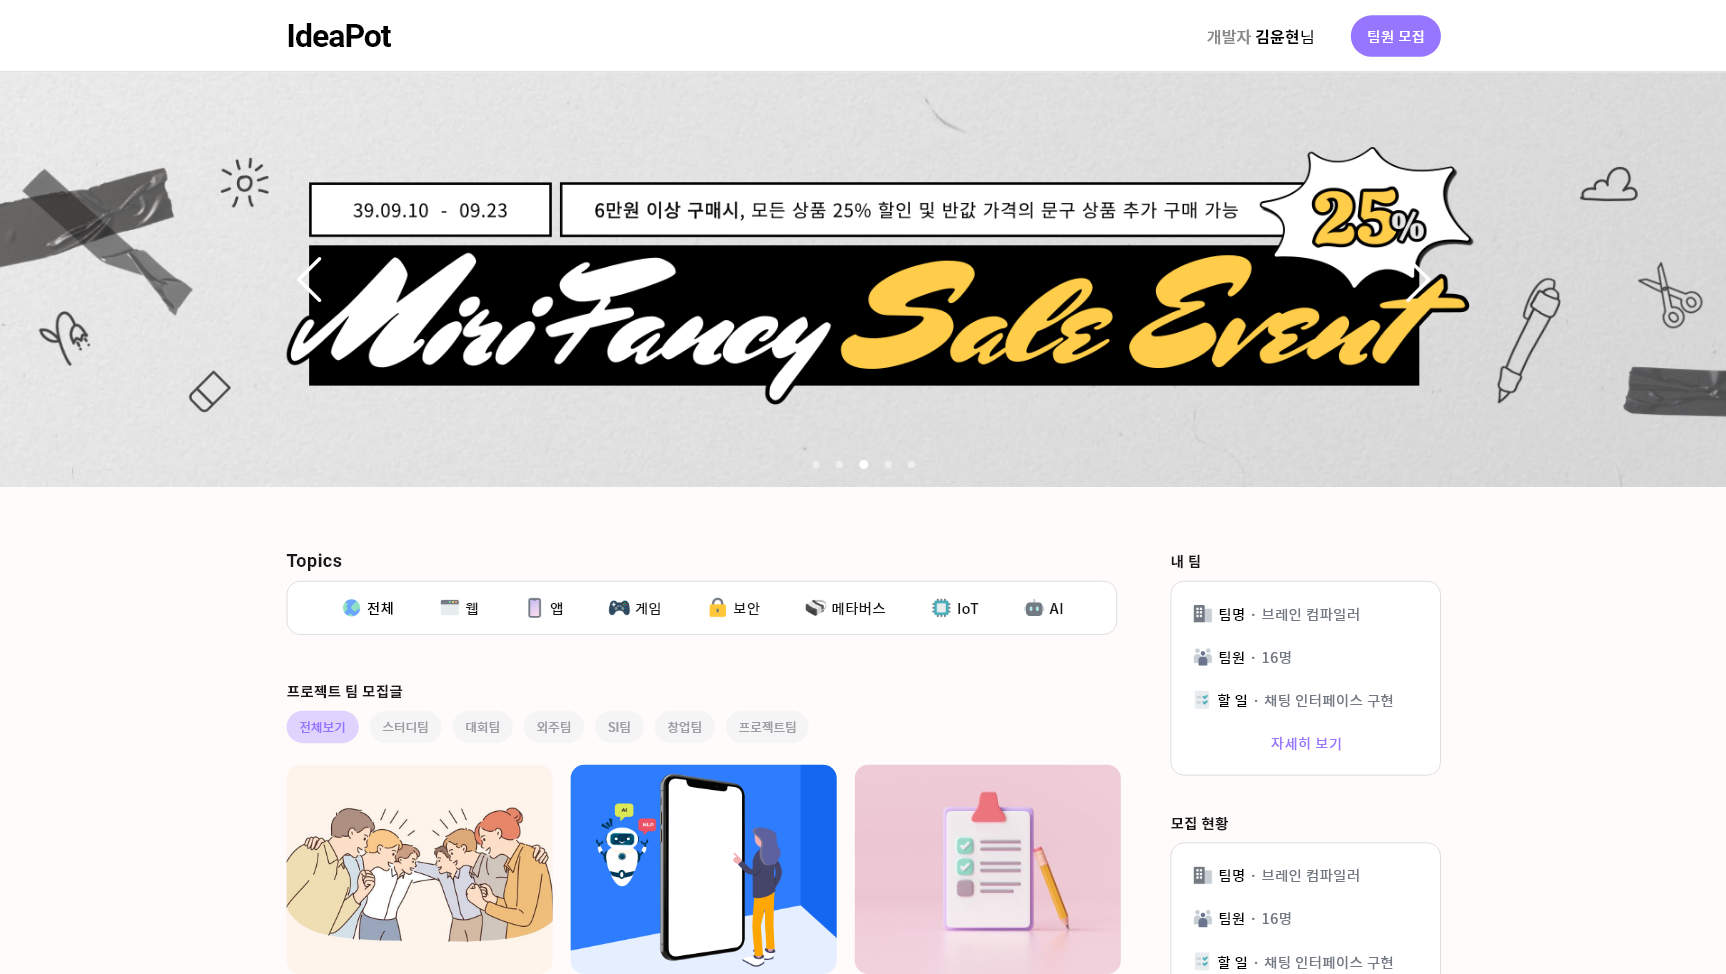 IdeaPot
개발자 김윤현님
팀원 모집
39.09.10 - 09.23
6만원 이상 구매시, 모든 상품 25% 할인 및 반값 가격의 문구 상품 추가 구매 가능
25%
Miri Fancy Sale Event
Topics
전체
웹
앱
게임
보안
메타버스
IoT
AI
프로젝트 팀 모집글
전체보기
스터디팀
대회팀
외주팀
SI팀
창업팀
프로젝트팀
AI
NLP
내 팀
팀명 · 브레인 컴파일러
팀원 · 16명
할 일 · 채팅 인터페이스 구현
자세히 보기
모집 현황
팀명 · 브레인 컴파일러
팀원 · 16명
할 일 · 채팅 인터페이스 구현